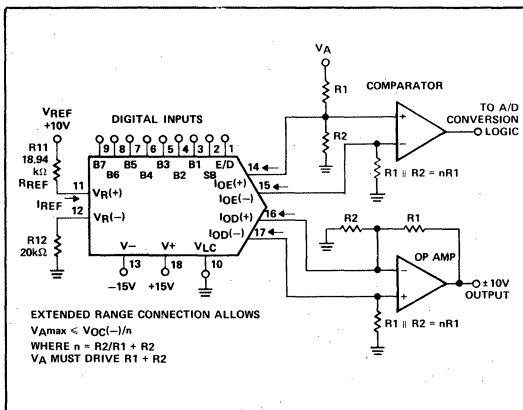 VA
R1
COMPARATOR
VREF
+10V
DIGITAL INPUTS
TO A/D
CONVERSION
LOGIC
R2
R11
18.94
kΩ
9 8 7 6 5 4 3 2 1
B7 B5 B3 B1 E/D
B6 B4 B2 SB
14
RREF
11
VR(+)
IOE(+)
15
IOE(−)
R1 || R2 = nR1
IREF
12
VR(−)
IOD(+)
16
IOD(−)
17
R2
R1
OP AMP
R12
20kΩ
V− V+ VLC
13 18 10
−15V +15V
±10V
OUTPUT
R1 || R2 = nR1
EXTENDED RANGE CONNECTION ALLOWS
VAmax ≤ VOC(−)/n
WHERE n = R2/R1 + R2
VA MUST DRIVE R1 + R2